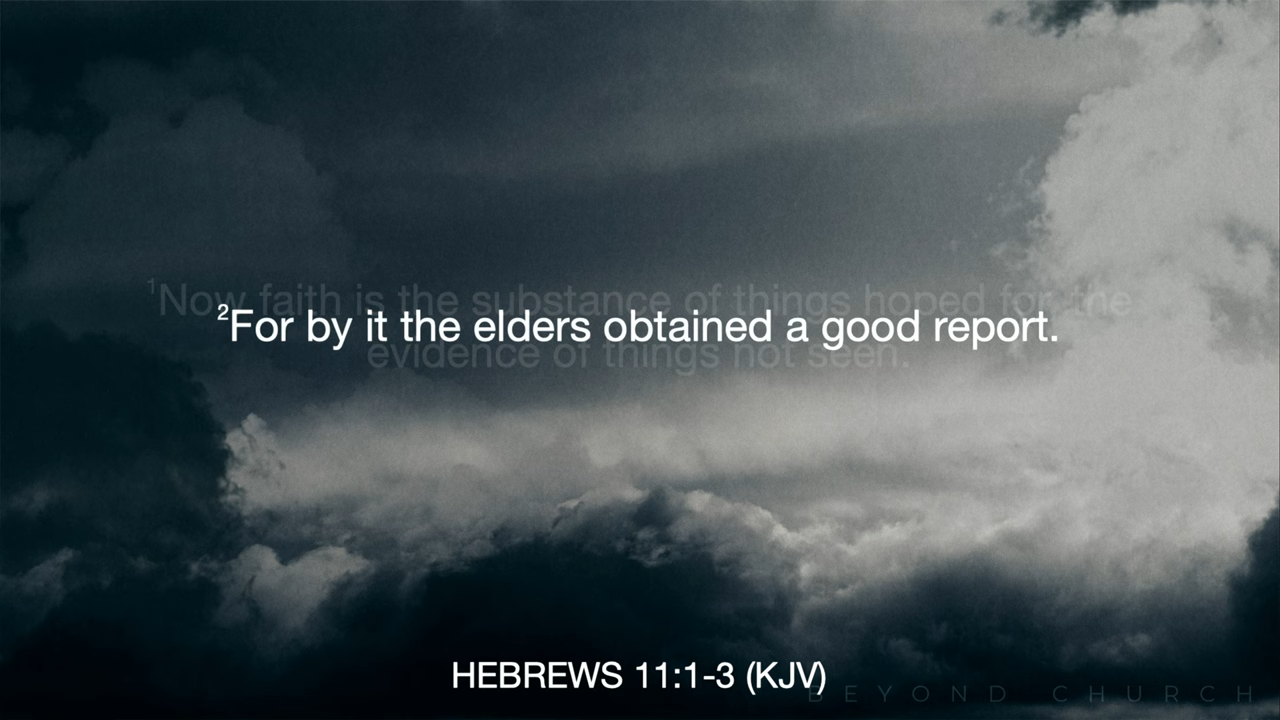 ¹Now faith is the substance of things hoped for, the
²For by it the elders obtained a good report.
evidence of things not seen.
HEBREWS 11:1-3 (KJV)
BEYOND CHURCH